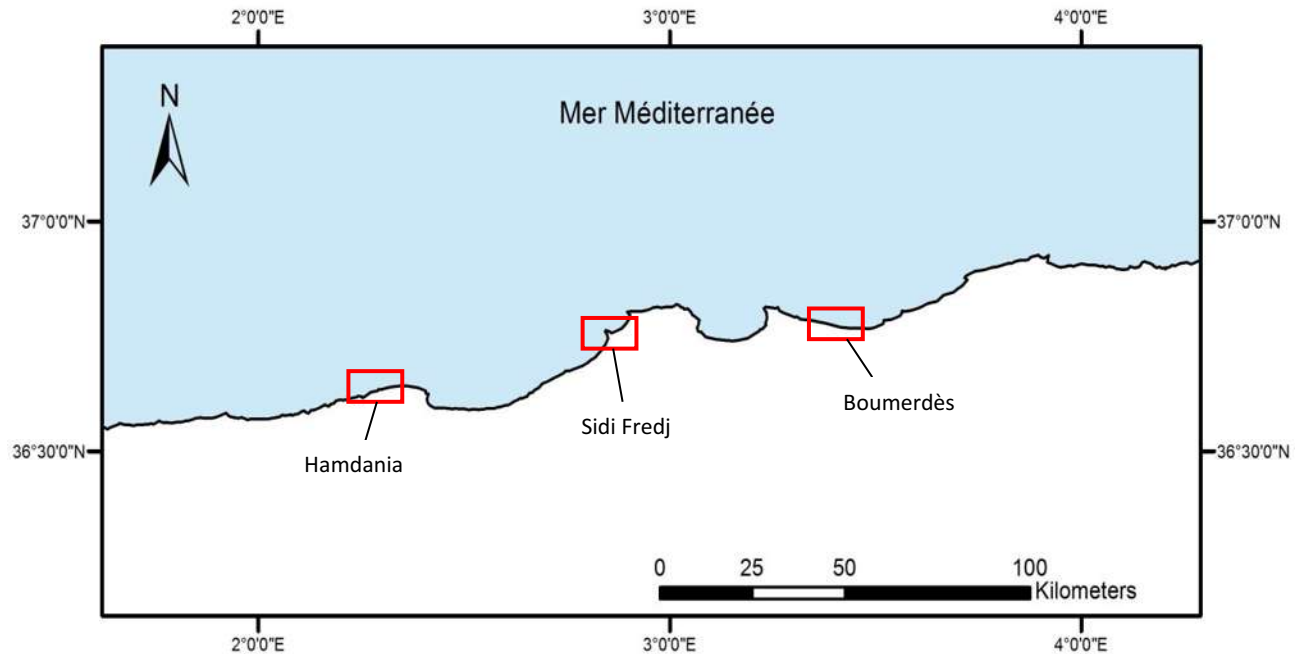 2°0'0"E 3°0'0"E 4°0'0"E
N
Mer Méditerranée
37°0'0"N 37°0'0"N
Boumerdès
Sidi Fredj
36°30'0"N 36°30'0"N
Hamdania
0 25 50 100
Kilometers
2°0'0"E 3°0'0"E 4°0'0"E